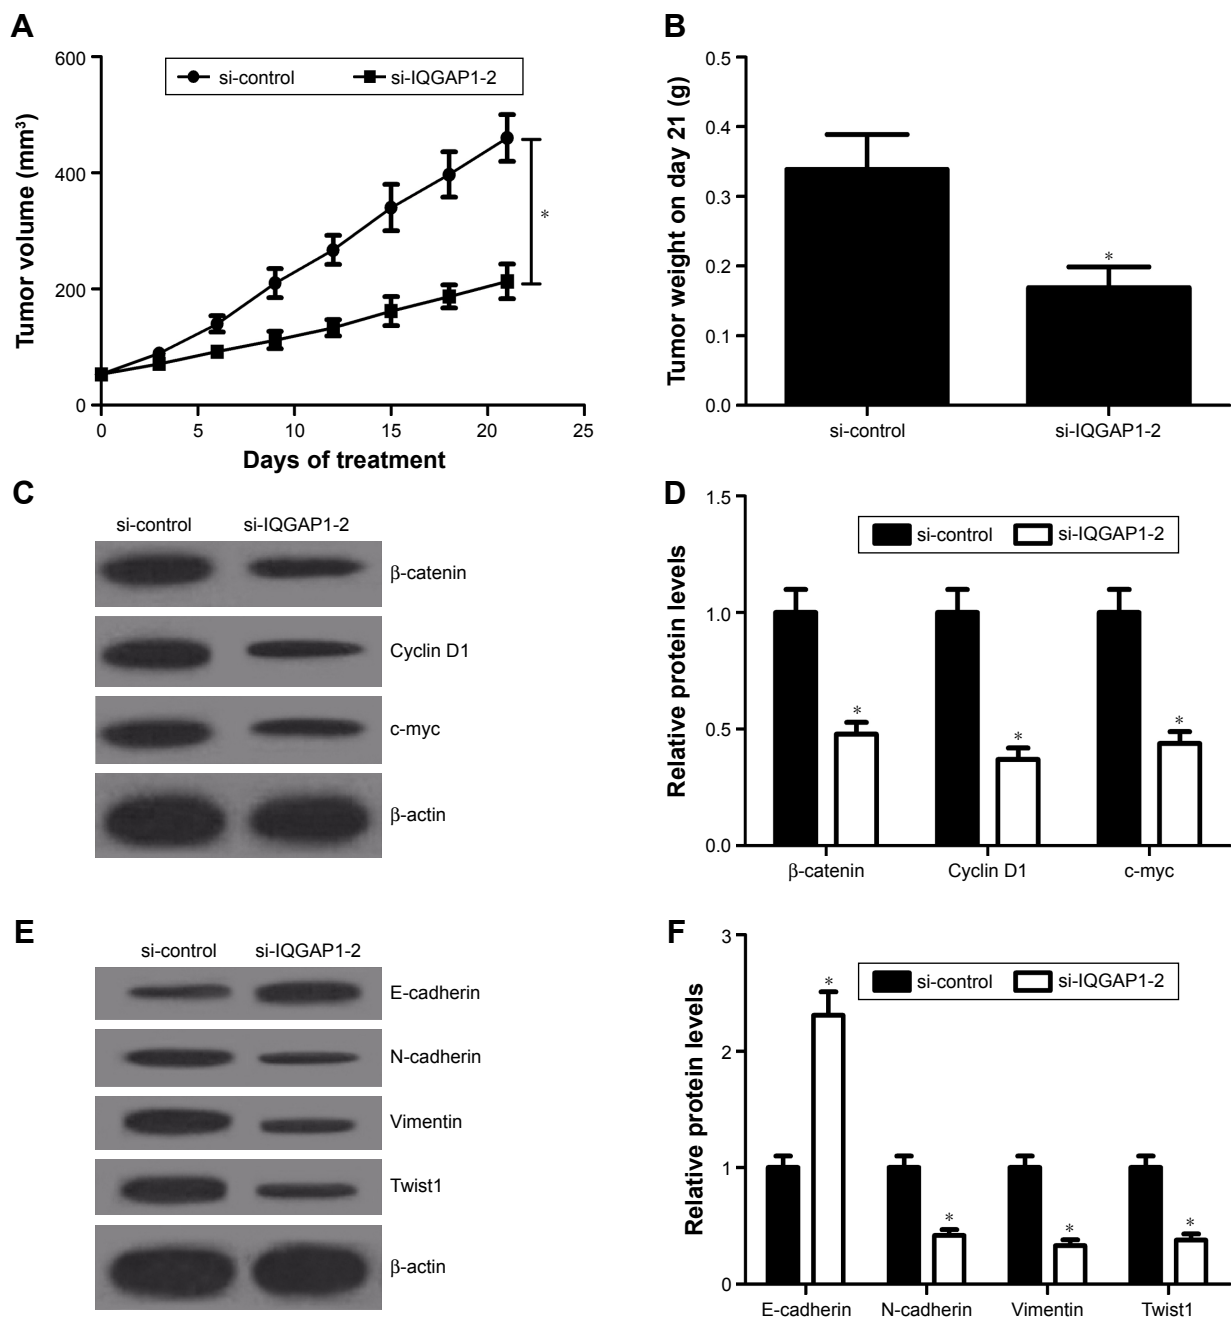 A
Tumor volume (mm³)
600
400
200
0
si-control si-IQGAP1-2
*
0 5 10 15 20 25
Days of treatment
B
Tumor weight on day 21 (g)
0.5
0.4
0.3
0.2
0.1
0.0
*
si-control si-IQGAP1-2
C
si-control si-IQGAP1-2
β-catenin
Cyclin D1
c-myc
β-actin
D
Relative protein levels
1.5
1.0
0.5
0.0
si-control si-IQGAP1-2
* * *
β-catenin Cyclin D1 c-myc
E
si-control si-IQGAP1-2
E-cadherin
N-cadherin
Vimentin
Twist1
β-actin
F
Relative protein levels
3
2
1
0
si-control si-IQGAP1-2
* * * *
E-cadherin N-cadherin Vimentin Twist1